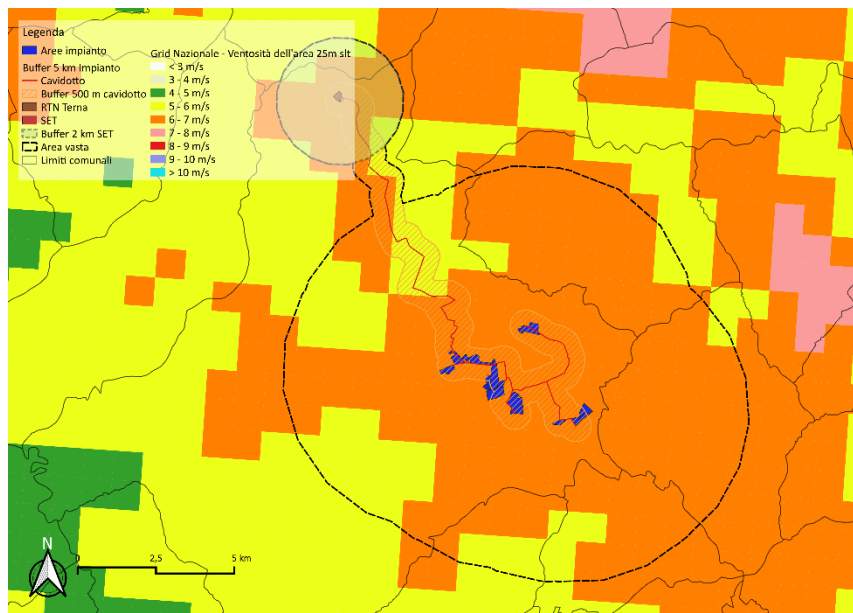 Legenda
Aree impianto
Buffer 5 km Impianto
Cavidotto
Buffer 500 m cavidotto
RTN Terna
SET
Buffer 2 km SET
Area vasta
Limiti comunali
Grid Nazionale - Ventosità dell'area 25m slt
< 3 m/s
3 - 4 m/s
4 - 5 m/s
5 - 6 m/s
6 - 7 m/s
7 - 8 m/s
8 - 9 m/s
9 - 10 m/s
> 10 m/s
N
0 2,5 5 km